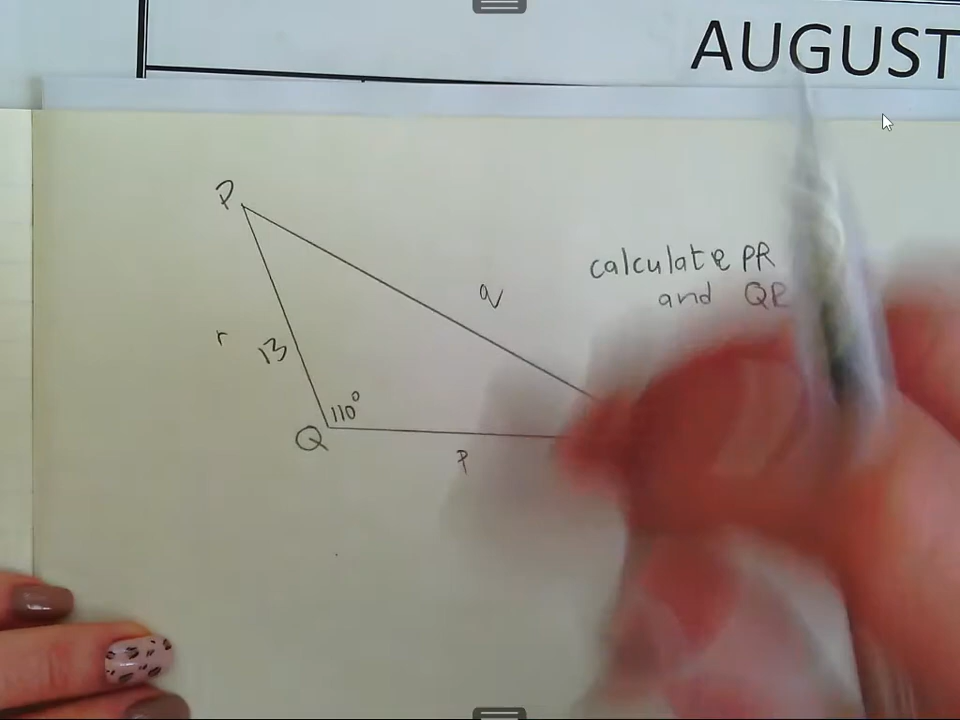 AUGUST
P
calculate PR
and QR
q
r
13
110°
Q
p